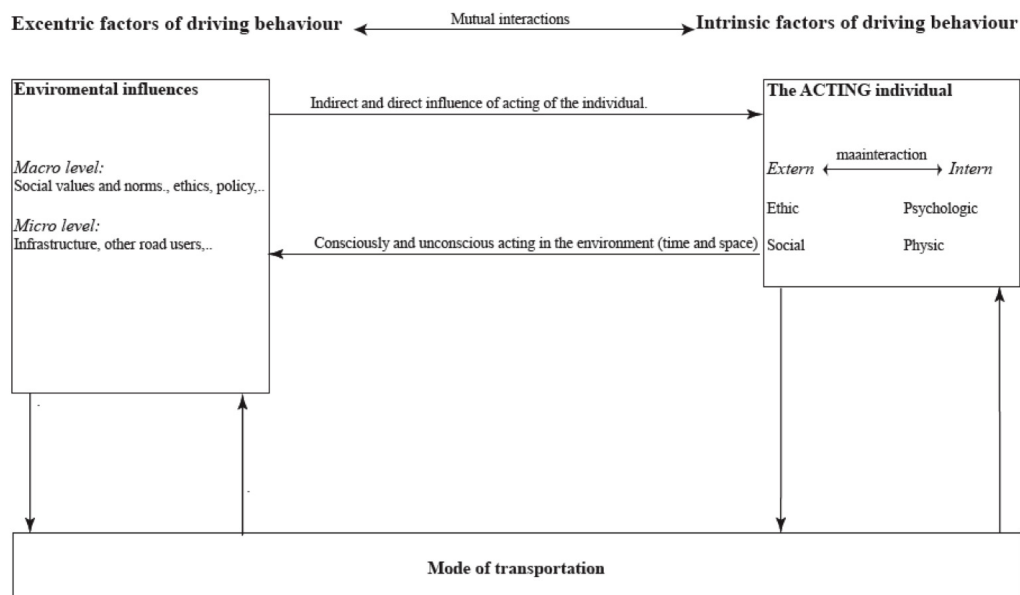 Excentric factors of driving behaviour
Mutual interactions
Intrinsic factors of driving behaviour
Enviromental influences
Macro level:
Social values and norms., ethics, policy,..
Micro level:
Infrastructure, other road users,..
Indirect and direct influence of acting of the individual.
Consciously and unconscious acting in the environment (time and space)
The ACTING individual
maainteraction
Extern Intern
Ethic Psychologic
Social Physic
Mode of transportation